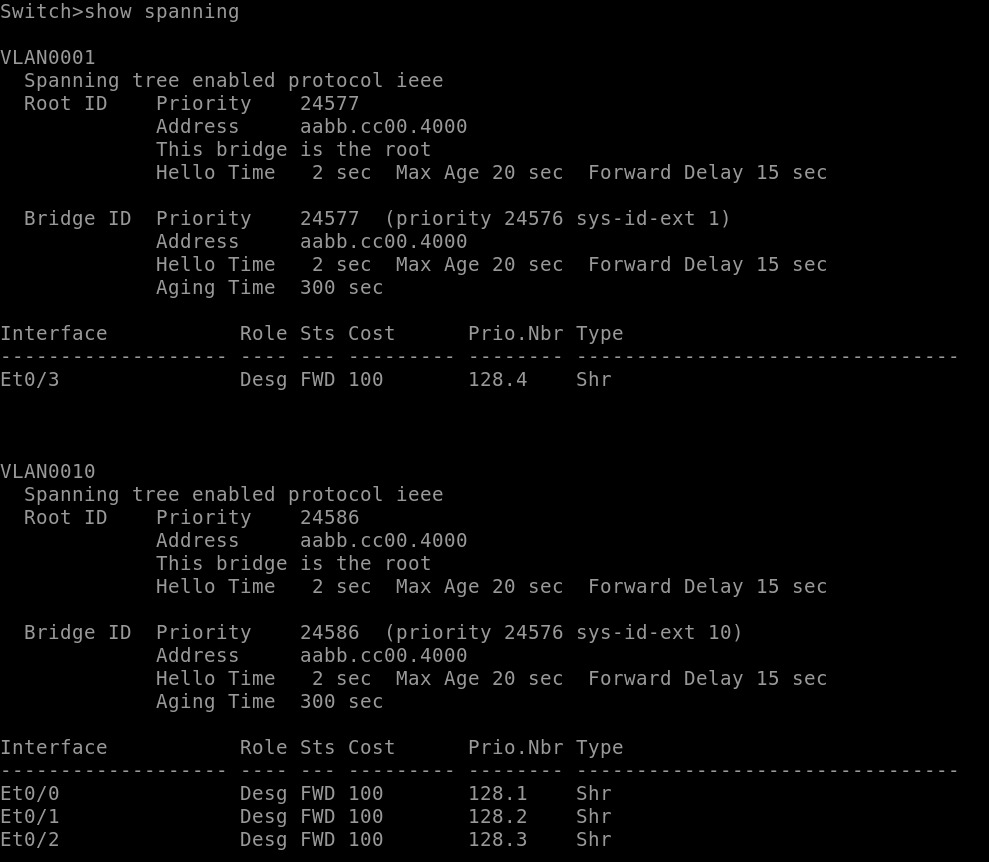 Switch>show spanning
VLAN0001
  Spanning tree enabled protocol ieee
  Root ID    Priority    24577
             Address     aabb.cc00.4000
             This bridge is the root
             Hello Time   2 sec  Max Age 20 sec  Forward Delay 15 sec
  Bridge ID  Priority    24577  (priority 24576 sys-id-ext 1)
             Address     aabb.cc00.4000
             Hello Time   2 sec  Max Age 20 sec  Forward Delay 15 sec
             Aging Time  300 sec
Interface           Role Sts Cost      Prio.Nbr Type
------------------- ---- --- --------- -------- --------------------------------
Et0/3               Desg FWD 100       128.4    Shr
VLAN0010
  Spanning tree enabled protocol ieee
  Root ID    Priority    24586
             Address     aabb.cc00.4000
             This bridge is the root
             Hello Time   2 sec  Max Age 20 sec  Forward Delay 15 sec
  Bridge ID  Priority    24586  (priority 24576 sys-id-ext 10)
             Address     aabb.cc00.4000
             Hello Time   2 sec  Max Age 20 sec  Forward Delay 15 sec
             Aging Time  300 sec
Interface           Role Sts Cost      Prio.Nbr Type
------------------- ---- --- --------- -------- --------------------------------
Et0/0               Desg FWD 100       128.1    Shr
Et0/1               Desg FWD 100       128.2    Shr
Et0/2               Desg FWD 100       128.3    Shr